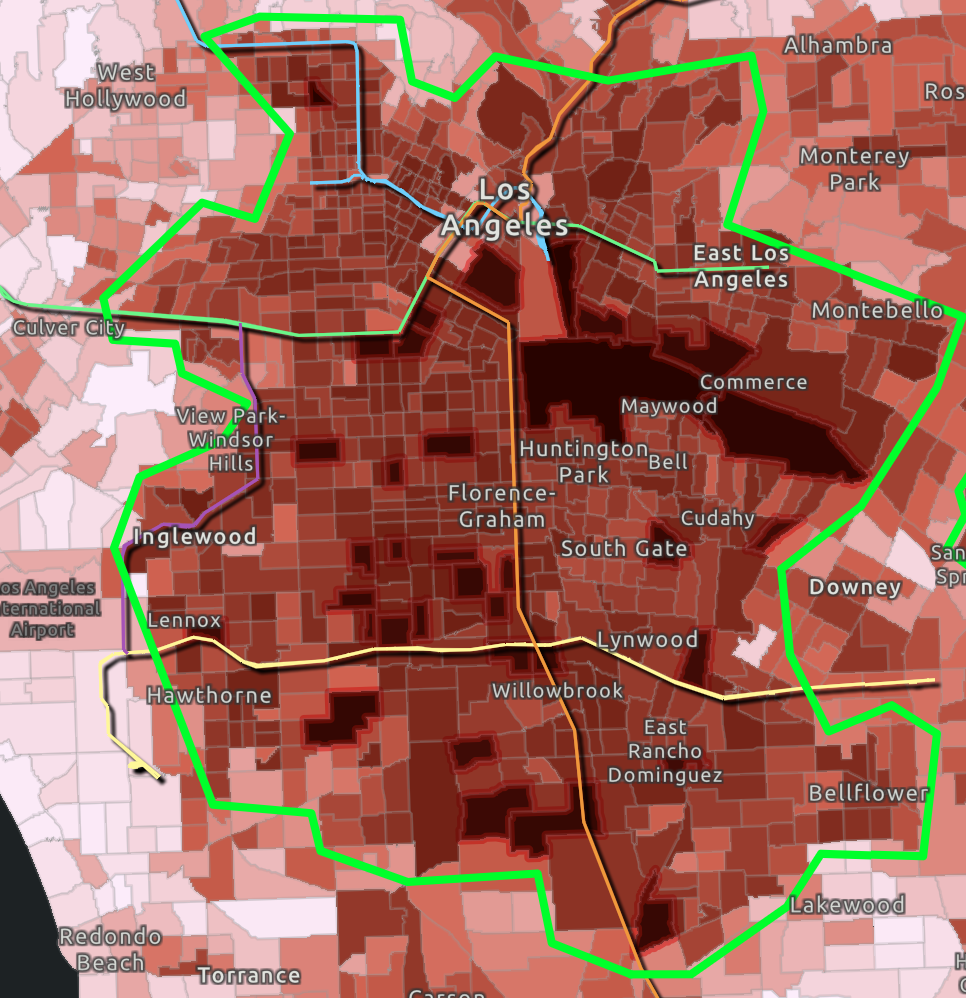 Alhambra
West
Hollywood
Ros
Monterey
Park
Los
Angeles
East Los
Angeles
Montebello
Culver City
Commerce
Maywood
View Park-
Windsor
Hills
Huntington
Park
Bell
Florence-
Graham
Cudahy
Inglewood
South Gate
San
Spr
os Angeles
ternational
Airport
Downey
Lennox
Lynwood
Hawthorne
Willowbrook
East
Rancho
Dominguez
Bellflower
Lakewood
Redondo
Beach
Torrance
H
G
Carson